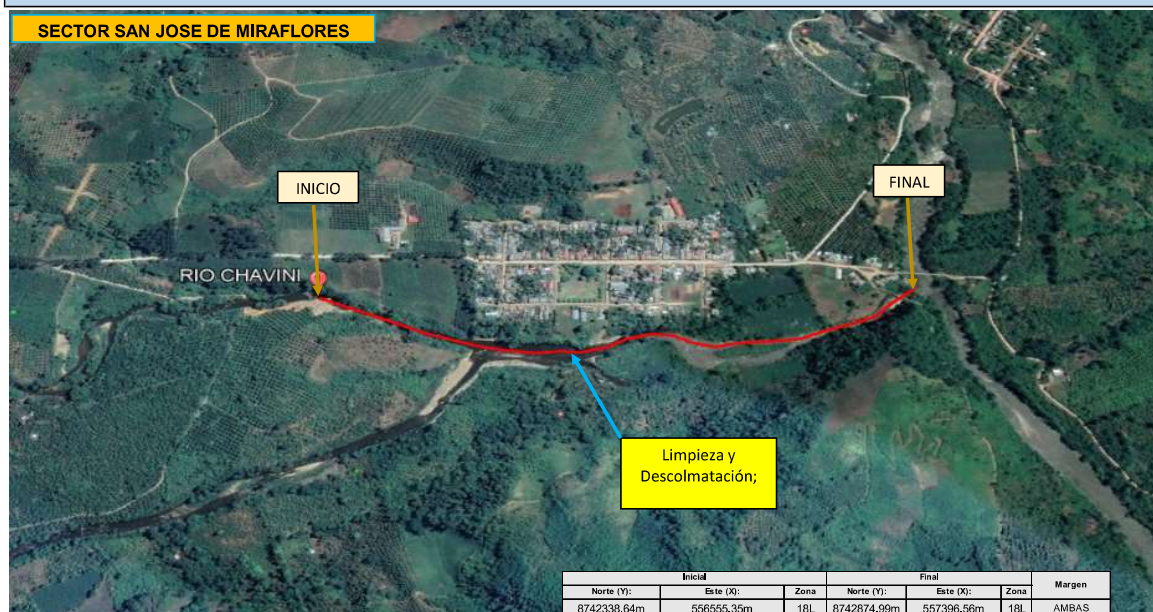 SECTOR SAN JOSE DE MIRAFLORES
INICIO
FINAL
RIO CHAVINI
Limpieza y
Descolmatación;
Inicial Final Margen
Norte (Y): Este (X): Zona Norte (Y): Este (X): Zona
8742338.64m 556555.35m 18L 8742874.99m 557396.56m 18L AMBAS